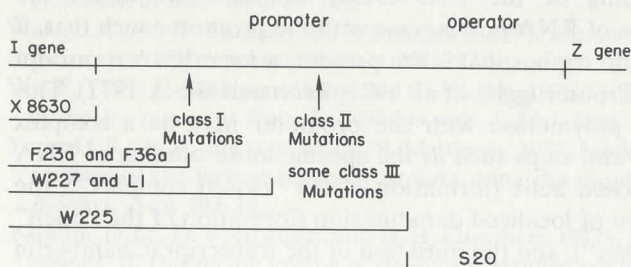 promoter operator
I gene Z gene
X 8630
class I class II
Mutations Mutations
F23a and F36a
some class III
W227 and L1
Mutations
W225
S20